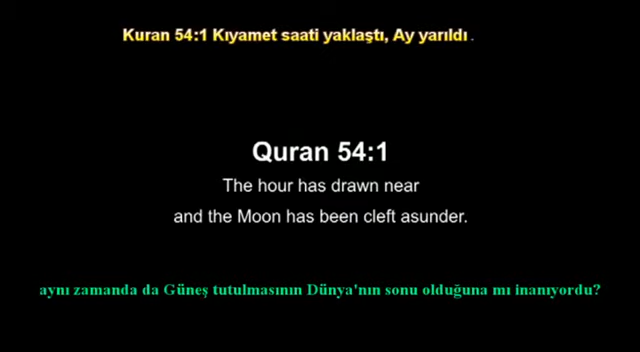 Kuran 54:1 Kıyamet saati yaklaştı, Ay yarıldı.
Quran 54:1
The hour has drawn near
and the Moon has been cleft asunder.
aynı zamanda da Güneş tutulmasının Dünya'nın sonu olduğuna mı inanıyordu?